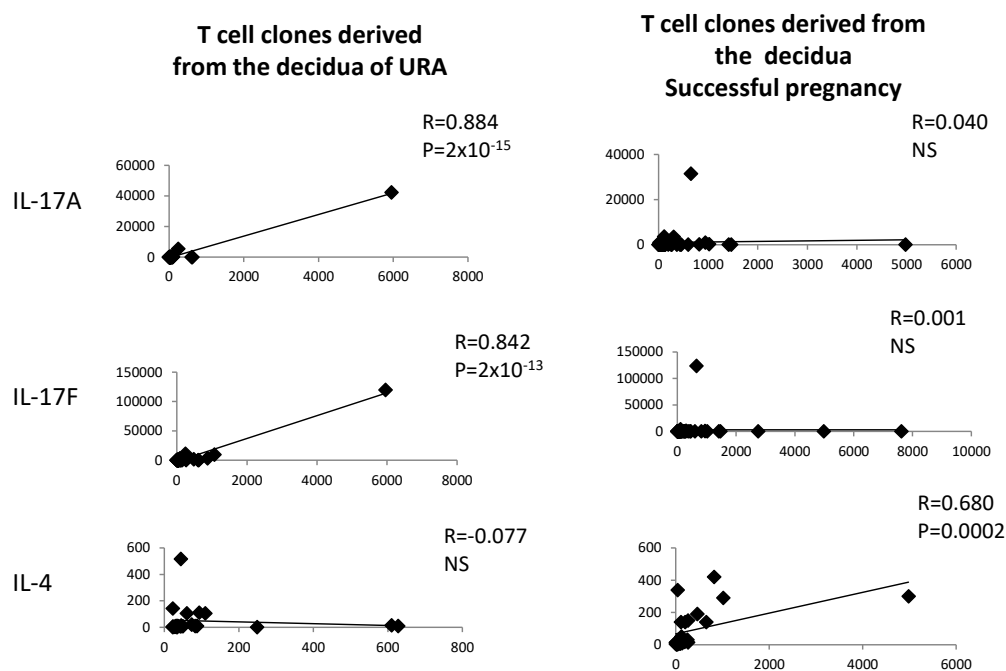 T cell clones derived
from the decidua of URA
T cell clones derived from
the decidua
Successful pregnancy
IL-17A
R=0.884
P=2x10⁻¹⁵
60000
40000
20000
0
0 2000 4000 6000 8000
R=0.040
NS
40000
20000
0
0 1000 2000 3000 4000 5000 6000
IL-17F
R=0.842
P=2x10⁻¹³
150000
100000
50000
0
0 2000 4000 6000 8000
R=0.001
NS
150000
100000
50000
0
0 2000 4000 6000 8000 10000
IL-4
R=-0.077
NS
600
400
200
0
0 200 400 600 800
R=0.680
P=0.0002
600
400
200
0
0 2000 4000 6000